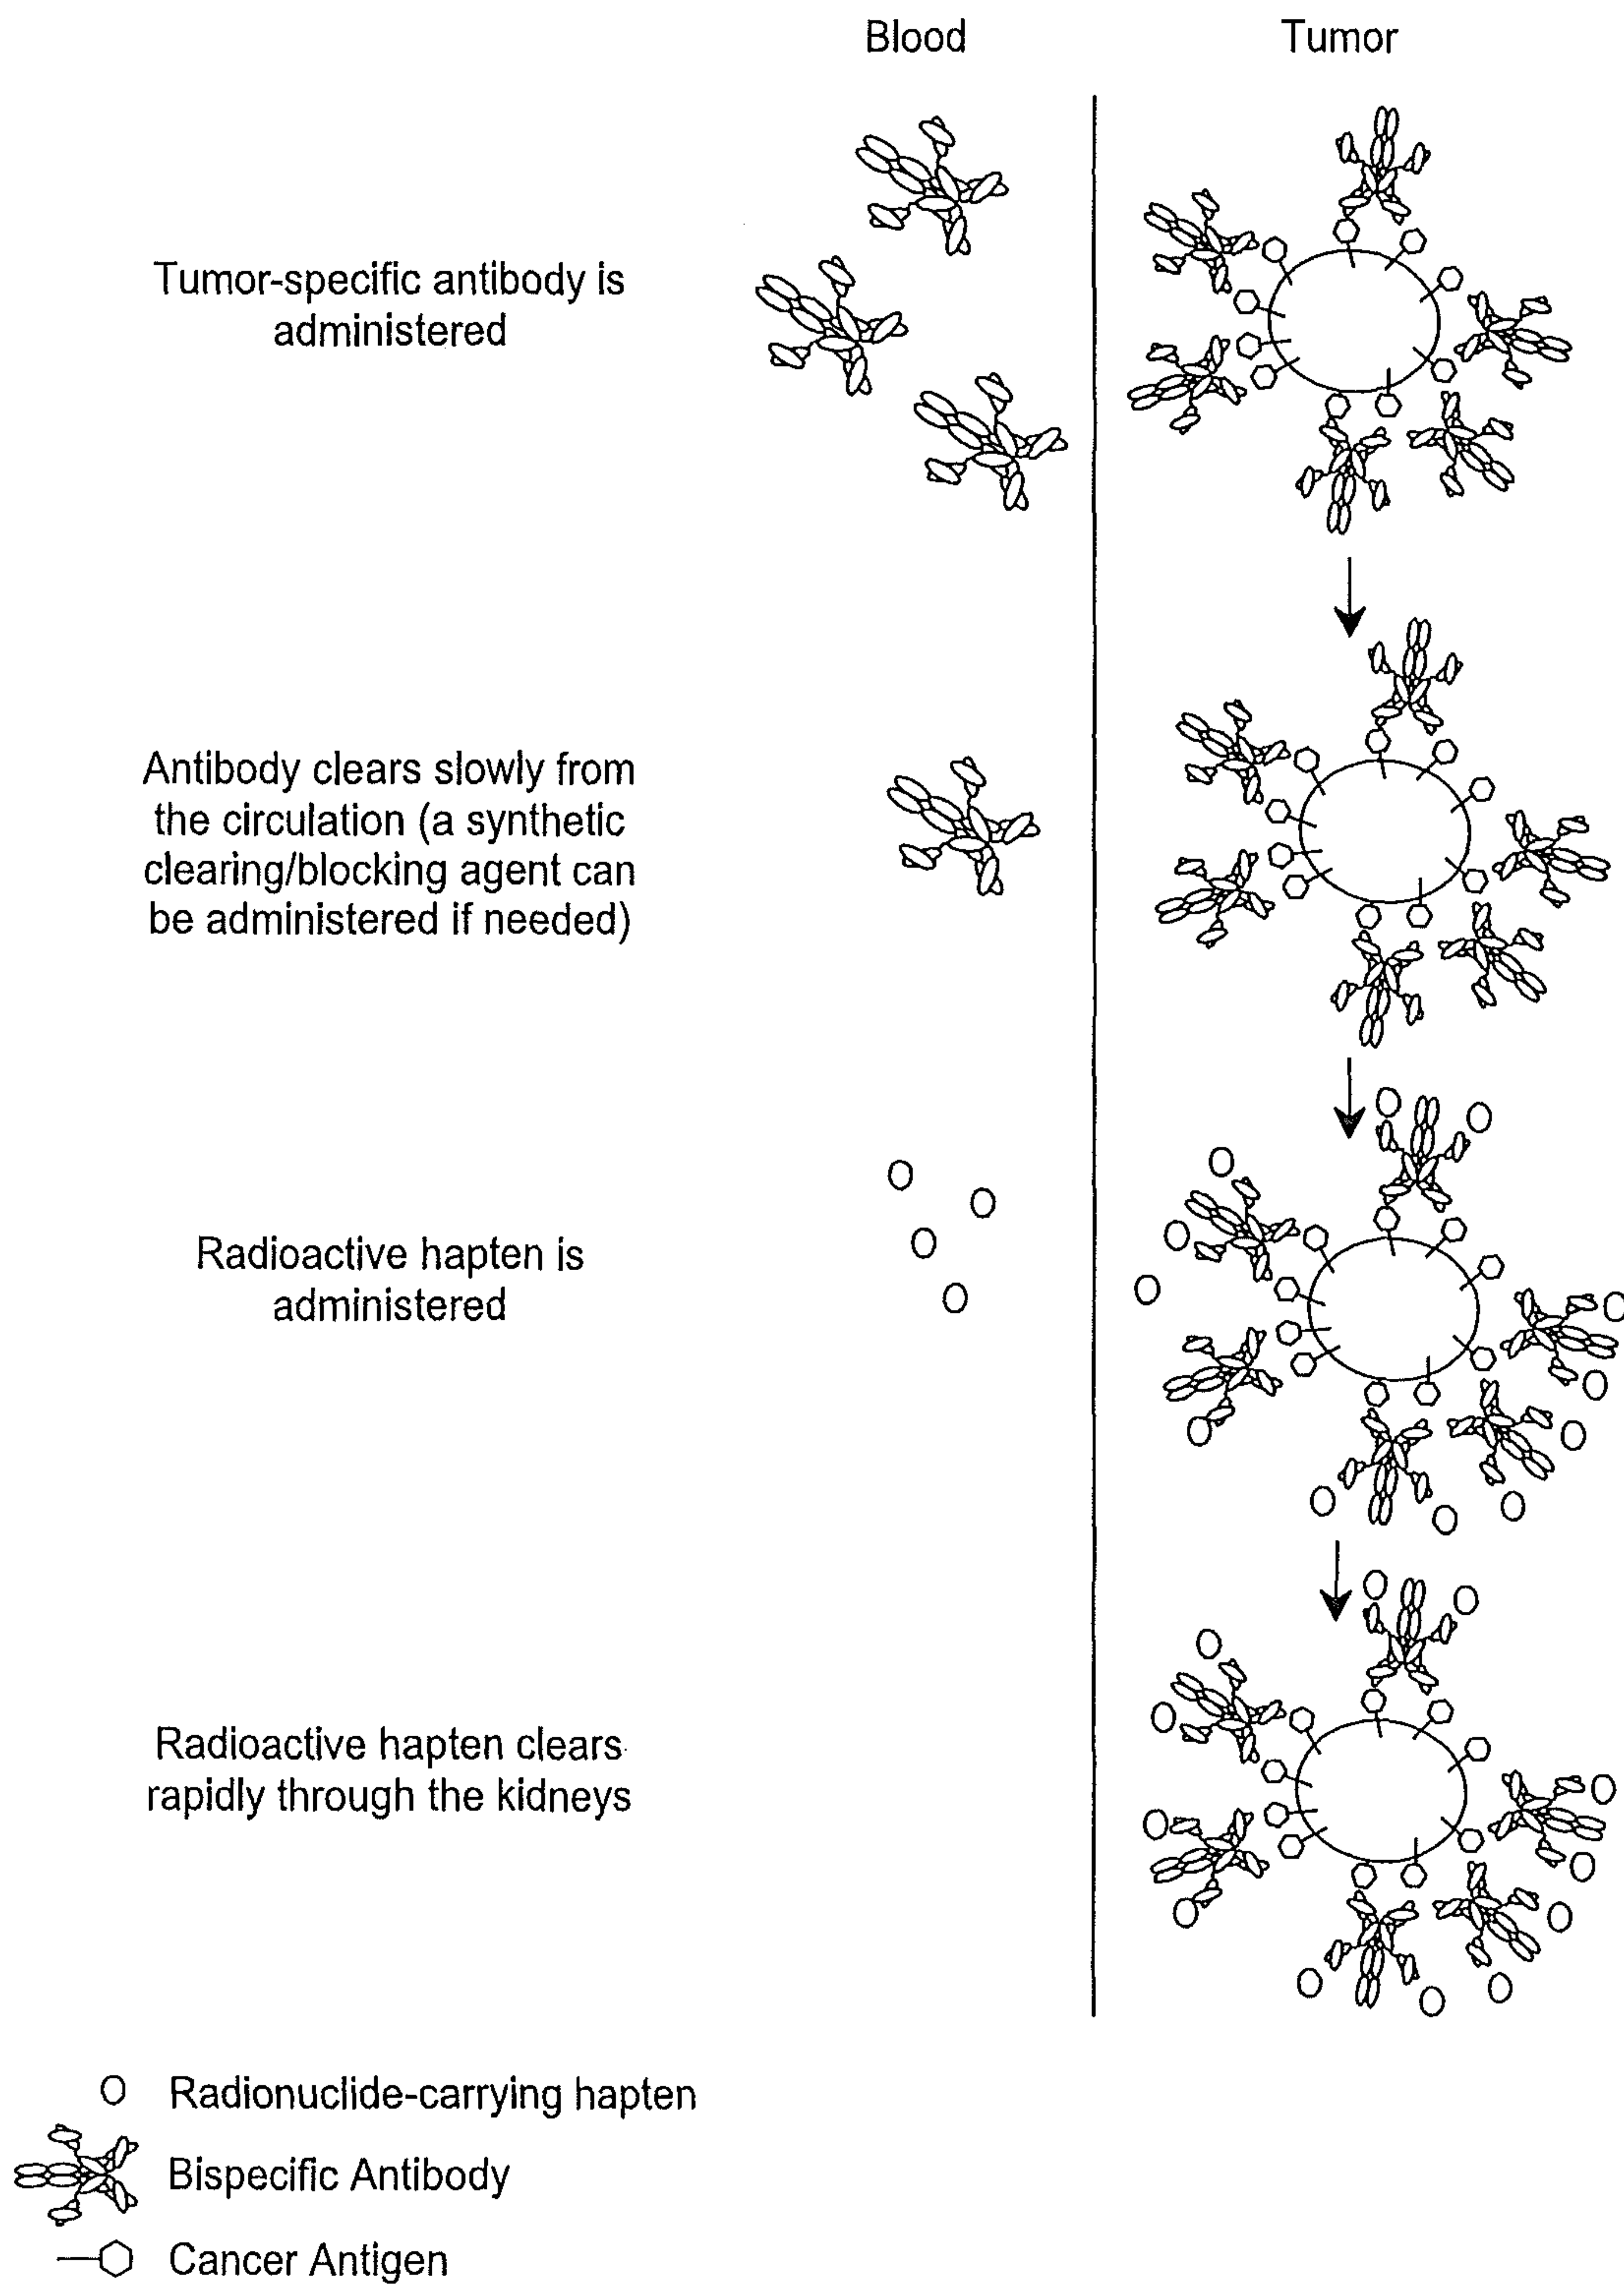 Blood
Tumor
Tumor-specific antibody is
administered
Antibody clears slowly from
the circulation (a synthetic
clearing/blocking agent can
be administered if needed)
Radioactive hapten is
administered
Radioactive hapten clears
rapidly through the kidneys
Radionuclide-carrying hapten
Bispecific Antibody
Cancer Antigen